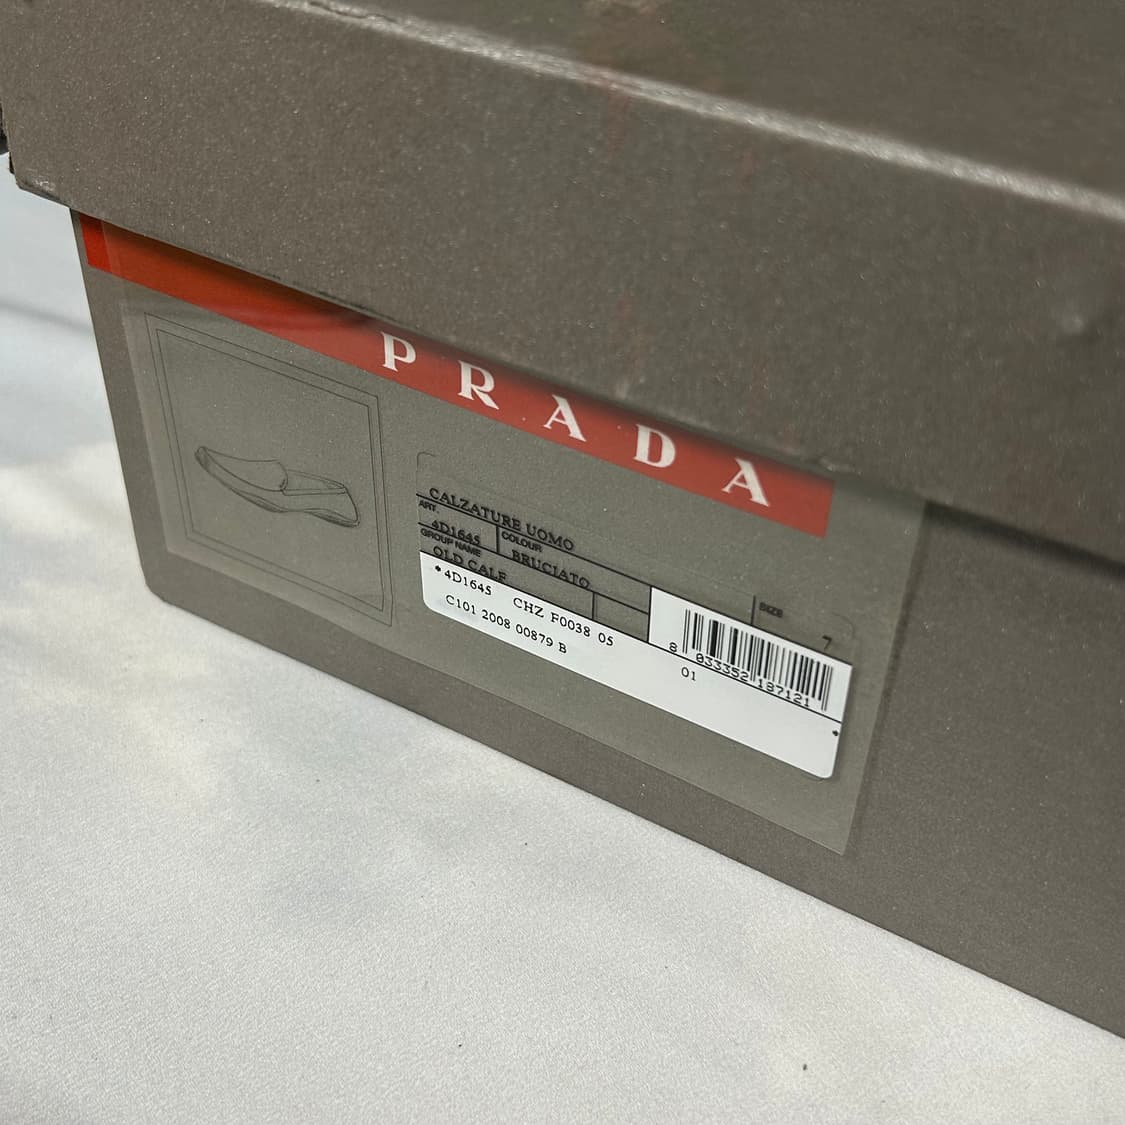 PRADA
CALZATURE UOMO
ART.
4D1645
COLOUR
BRUCIATO
GROUP NAME
OLD CALF
SIZE
7
*4D1645 CHZ F0038 05
C101 2008 00879 B
8 033352 187121
01